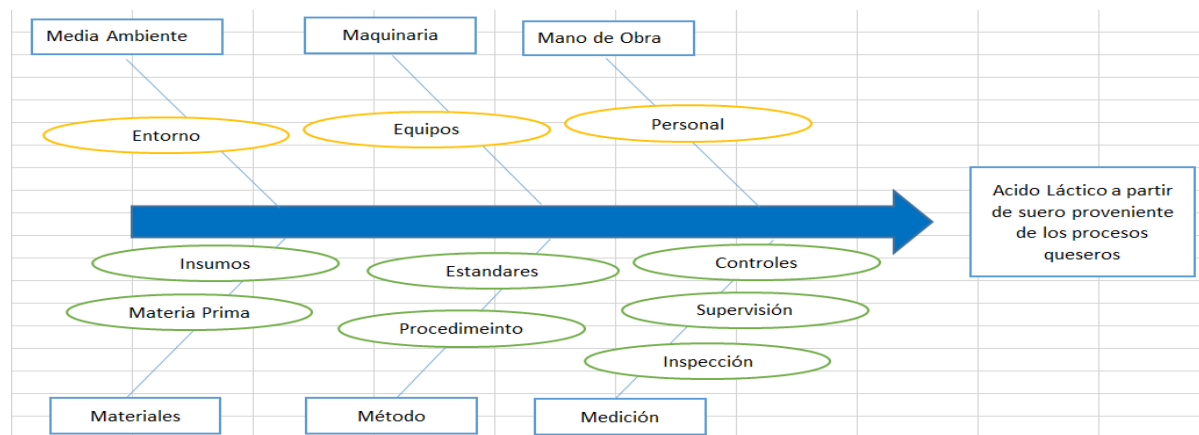 Media Ambiente
Maquinaria
Mano de Obra
Entorno
Equipos
Personal
Acido Láctico a partir
de suero proveniente
de los procesos
queseros
Insumos
Estandares
Controles
Materia Prima
Procedimeinto
Supervisión
Inspección
Materiales
Método
Medición